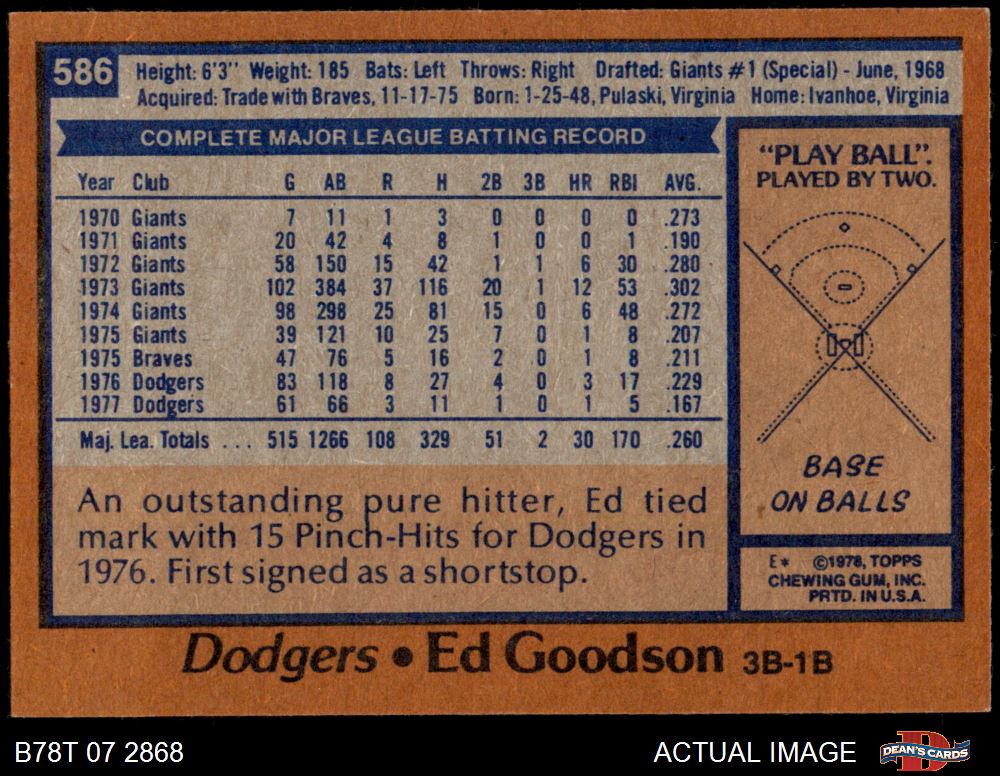 586
Height: 6'3" Weight: 185 Bats: Left Throws: Right Drafted: Giants #1 (Special) - June, 1968
Acquired: Trade with Braves, 11-17-75 Born: 1-25-48, Pulaski, Virginia Home: Ivanhoe, Virginia
COMPLETE MAJOR LEAGUE BATTING RECORD
Year Club G AB R H 2B 3B HR RBI AVG.
1970 Giants 7 11 1 3 0 0 0 0 .273
1971 Giants 20 42 4 8 1 0 0 1 .190
1972 Giants 58 150 15 42 1 1 6 30 .280
1973 Giants 102 384 37 116 20 1 12 53 .302
1974 Giants 98 298 25 81 15 0 6 48 .272
1975 Giants 39 121 10 25 7 0 1 8 .207
1975 Braves 47 76 5 16 2 0 1 8 .211
1976 Dodgers 83 118 8 27 4 0 3 17 .229
1977 Dodgers 61 66 3 11 1 0 1 5 .167
Maj. Lea. Totals ... 515 1266 108 329 51 2 30 170 .260
An outstanding pure hitter, Ed tied
mark with 15 Pinch-Hits for Dodgers in
1976. First signed as a shortstop.
"PLAY BALL".
PLAYED BY TWO.
BASE
ON BALLS
E* ©1978, TOPPS
CHEWING GUM, INC.
PRTD. IN U.S.A.
Dodgers • Ed Goodson 3B-1B
B78T 07 2868
ACTUAL IMAGE
DEAN'S CARDS